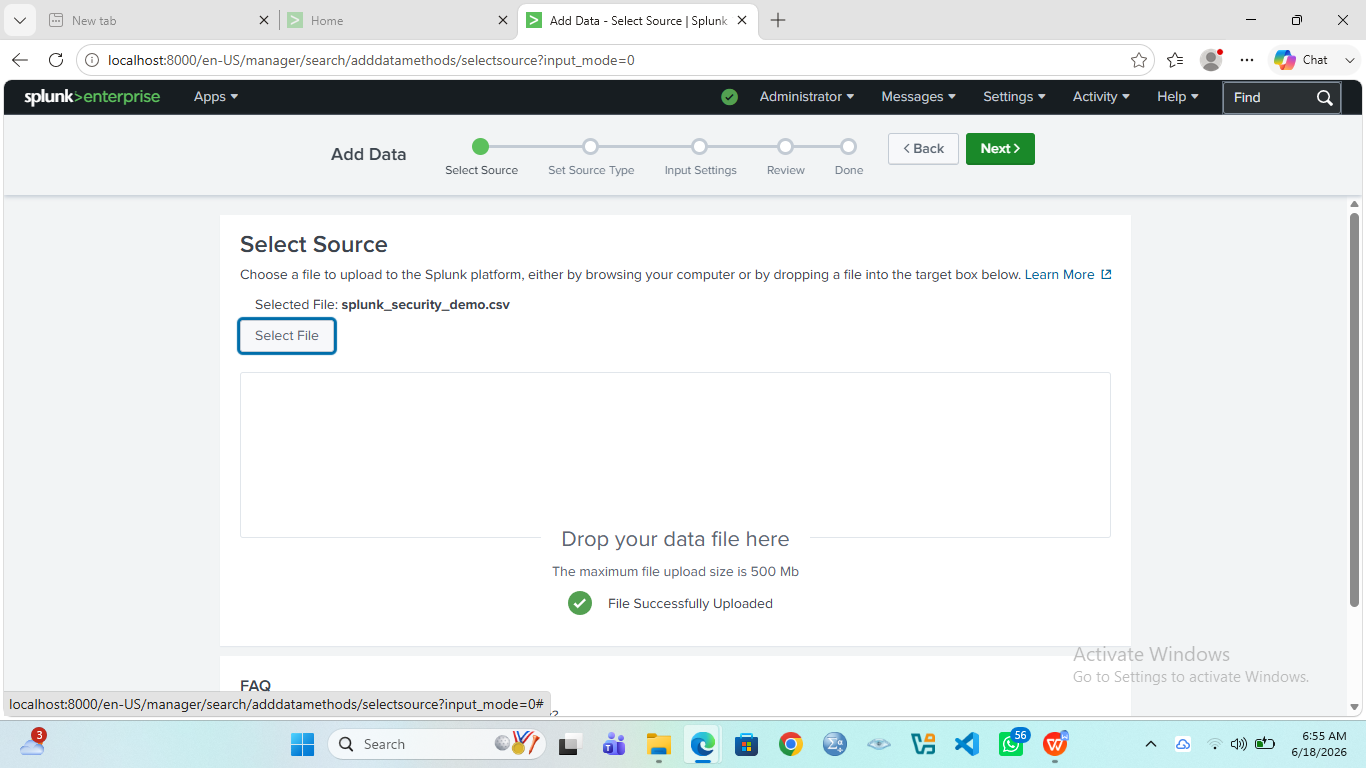 New tab
Home
Add Data - Select Source | Splunk
localhost:8000/en-US/manager/search/adddatamethods/selectsource?input_mode=0
Chat
splunk>enterprise
Apps
Administrator
Messages
Settings
Activity
Help
Find
Add Data
Select Source
Set Source Type
Input Settings
Review
Done
< Back
Next >
Select Source
Choose a file to upload to the Splunk platform, either by browsing your computer or by dropping a file into the target box below. Learn More
Selected File: splunk_security_demo.csv
Select File
Drop your data file here
The maximum file upload size is 500 Mb
File Successfully Uploaded
Activate Windows
Go to Settings to activate Windows.
FAQ
localhost:8000/en-US/manager/search/adddatamethods/selectsource?input_mode=0#
3
Search
56
6:55 AM
6/18/2026